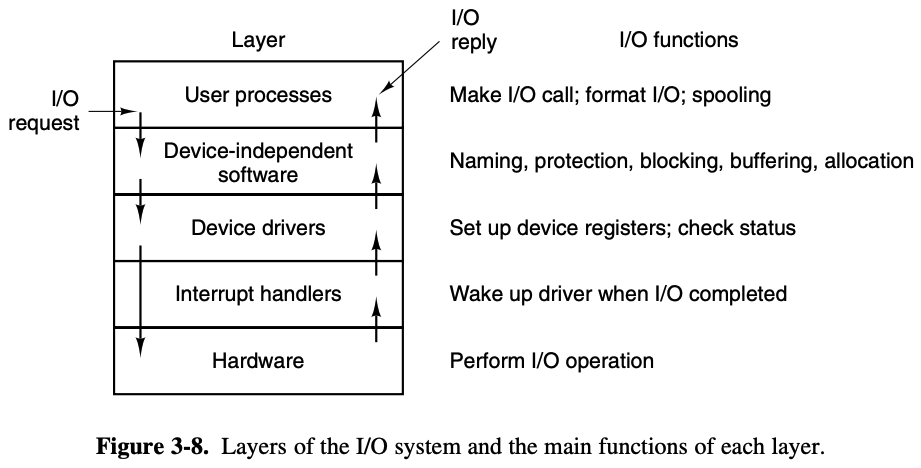 Layer
I/O
reply
I/O functions
I/O
request
User processes
Make I/O call; format I/O; spooling
Device-independent
software
Naming, protection, blocking, buffering, allocation
Device drivers
Set up device registers; check status
Interrupt handlers
Wake up driver when I/O completed
Hardware
Perform I/O operation
Figure 3-8. Layers of the I/O system and the main functions of each layer.